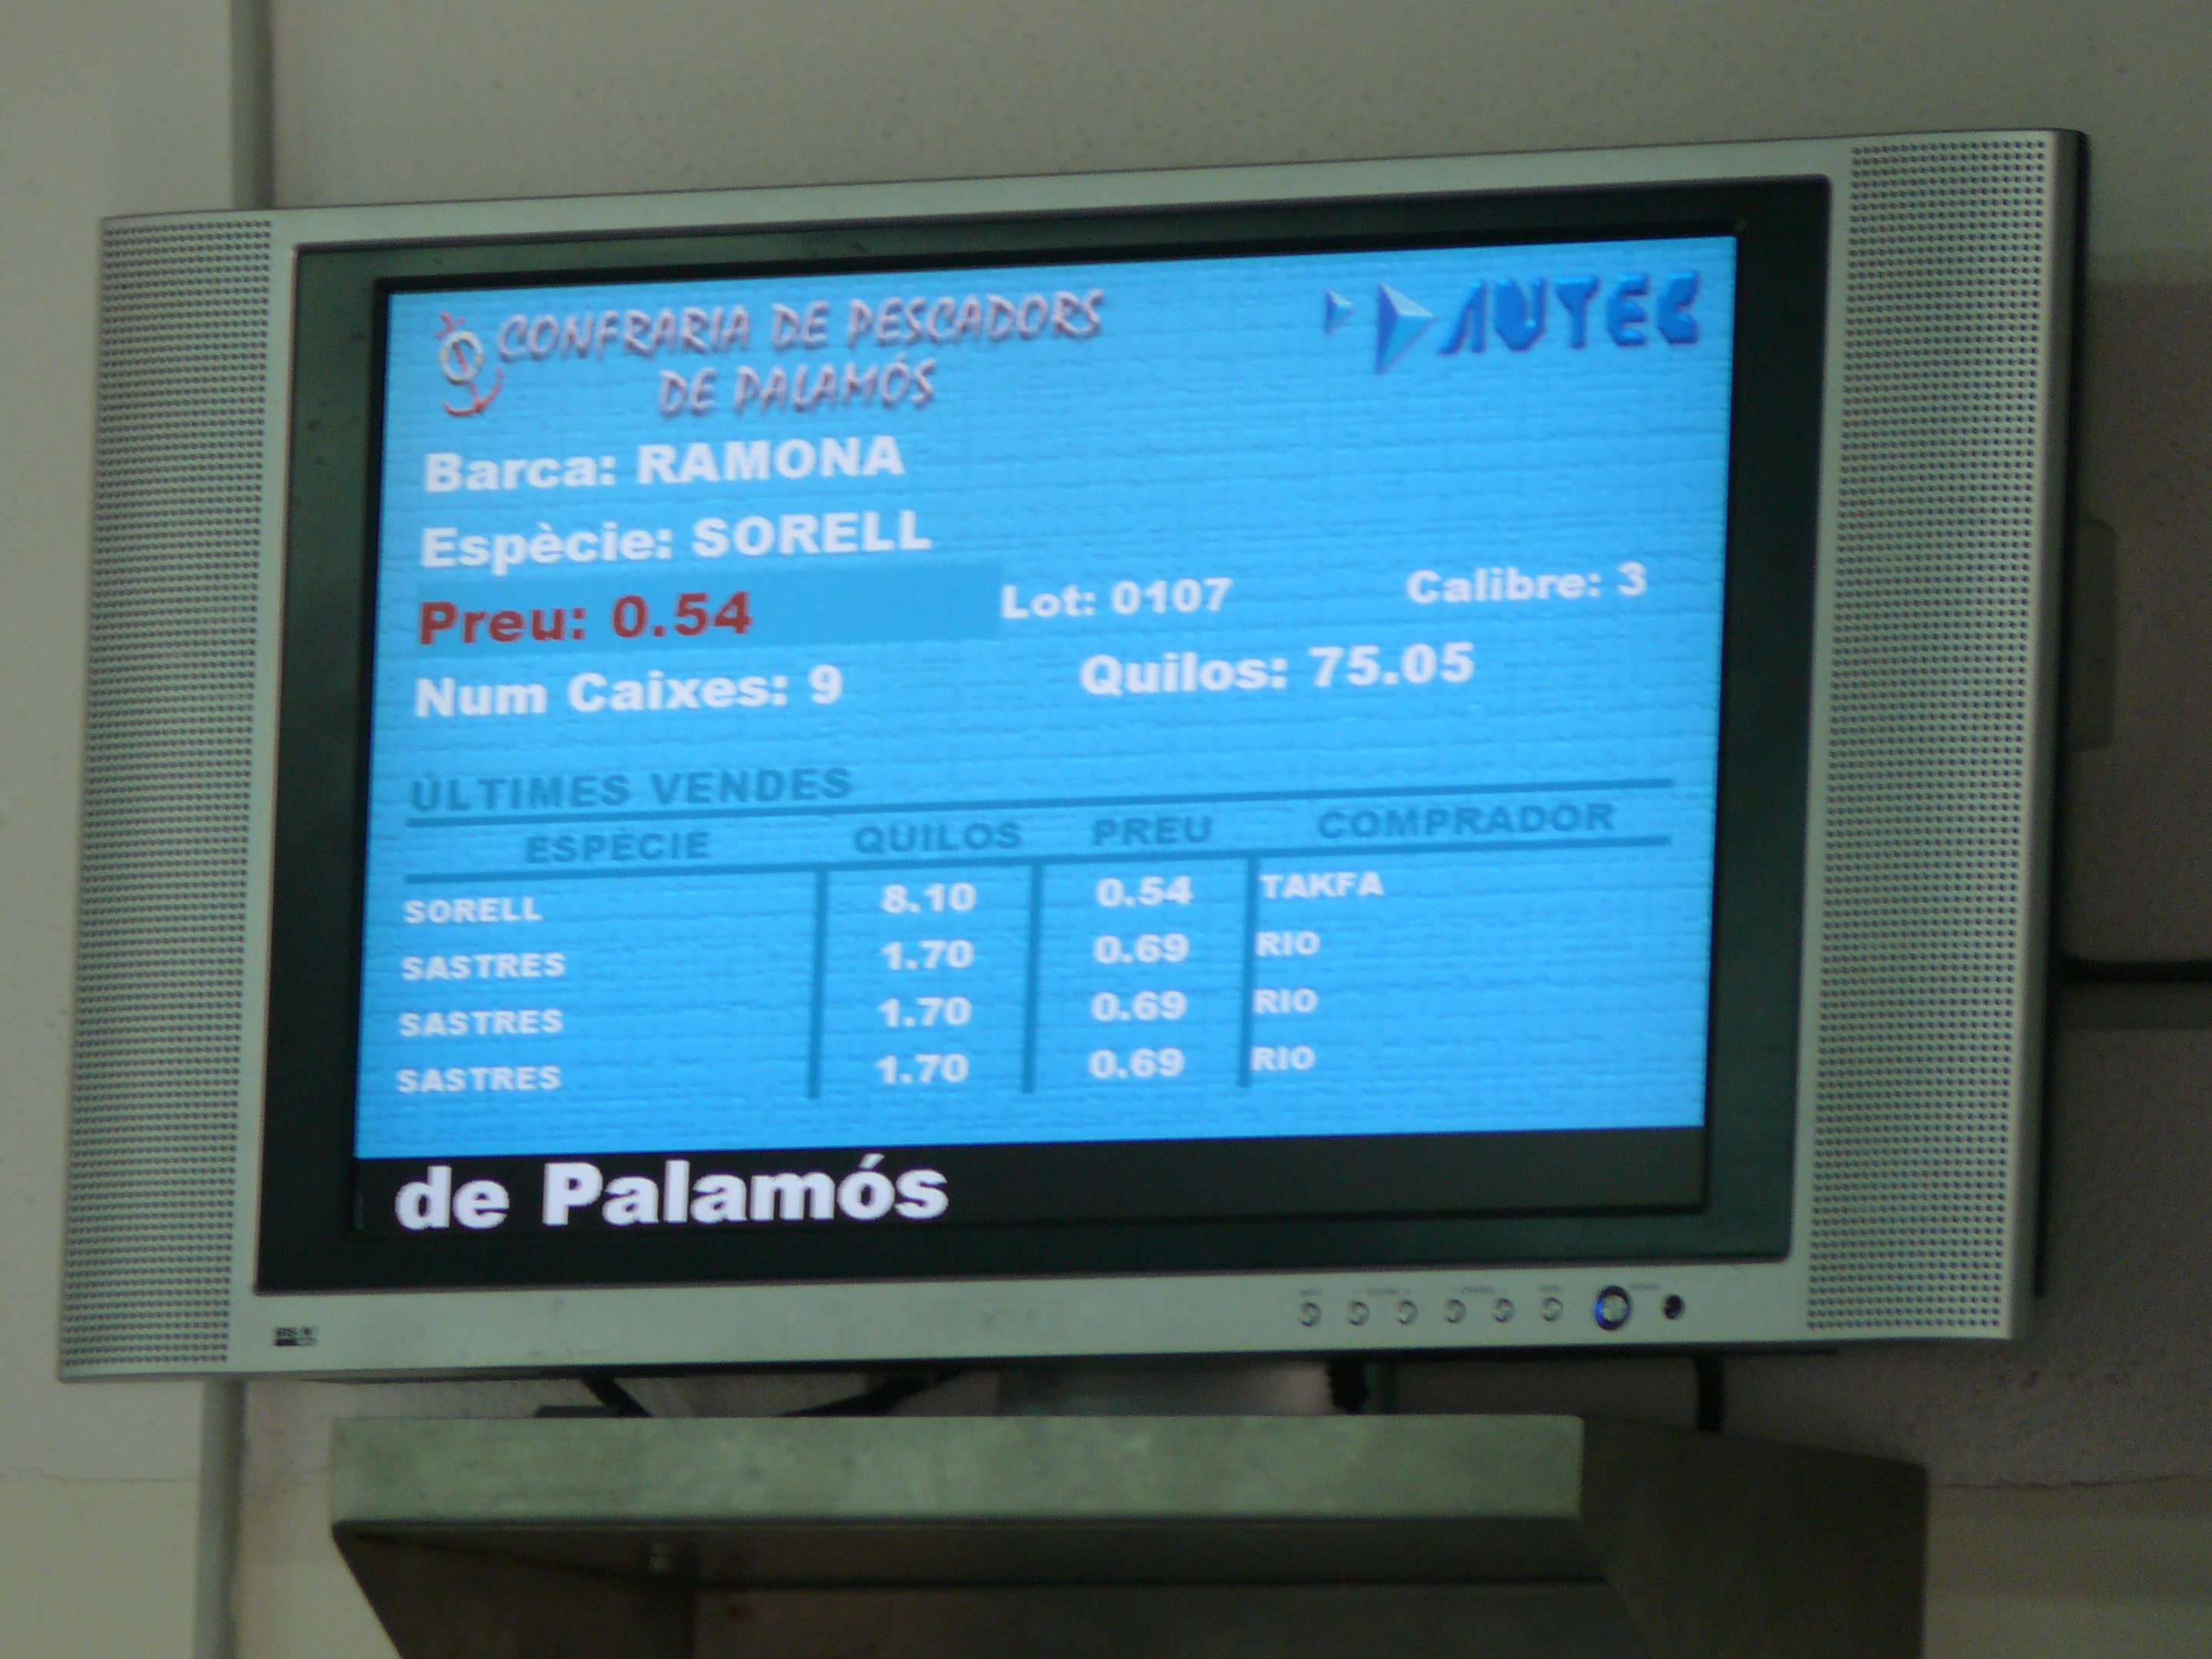 CONFRARIA DE PESCADORS
DE PALAMÓS
AUTEC
Barca: RAMONA
Espècie: SORELL
Preu: 0.54 Lot: 0107 Calibre: 3
Num Caixes: 9 Quilos: 75.05
ÚLTIMES VENDES
ESPÈCIE QUILOS PREU COMPRADOR
SORELL 8.10 0.54 TAKFA
SASTRES 1.70 0.69 RIO
SASTRES 1.70 0.69 RIO
SASTRES 1.70 0.69 RIO
de Palamós